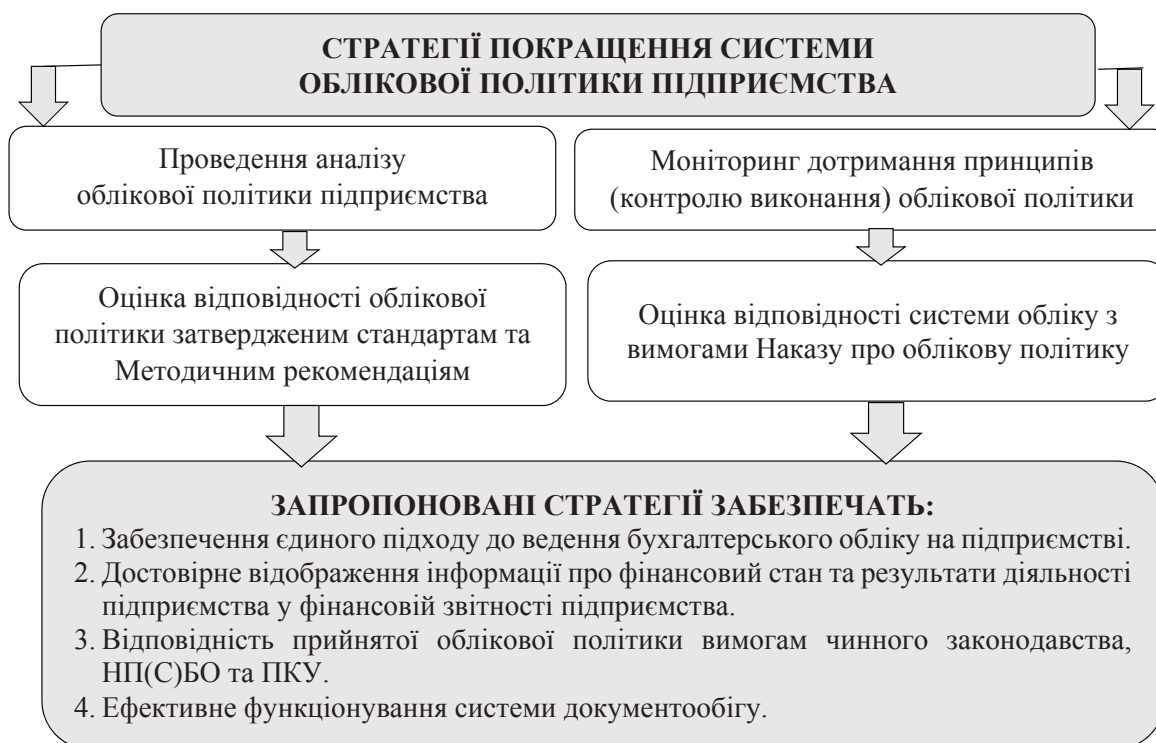 СТРАТЕГІЇ ПОКРАЩЕННЯ СИСТЕМИ
ОБЛІКОВОЇ ПОЛІТИКИ ПІДПРИЄМСТВА
Проведення аналізу
облікової політики підприємства
Моніторинг дотримання принципів
(контролю виконання) облікової політики
Оцінка відповідності облікової
політики затвердженим стандартам та
Методичним рекомендаціям
Оцінка відповідності системи обліку з
вимогами Наказу про облікову політику
ЗАПРОПОНОВАНІ СТРАТЕГІЇ ЗАБЕЗПЕЧАТЬ:
1. Забезпечення єдиного підходу до ведення бухгалтерського обліку на підприємстві.
2. Достовірне відображення інформації про фінансовий стан та результати діяльності
підприємства у фінансовій звітності підприємства.
3. Відповідність прийнятої облікової політики вимогам чинного законодавства,
НП(С)БО та ПКУ.
4. Ефективне функціонування системи документообігу.